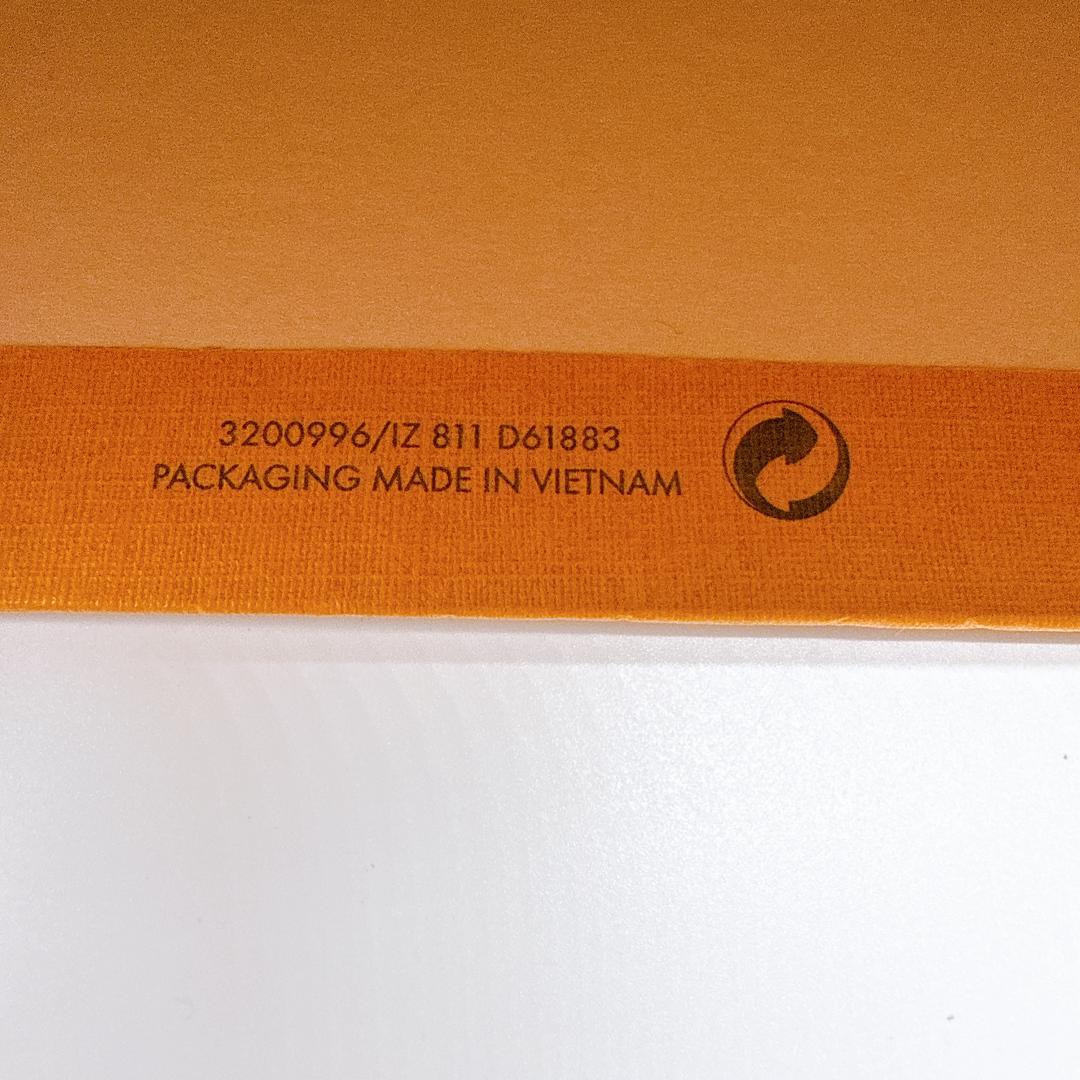 3200996/IZ 811 D61883
PACKAGING MADE IN VIETNAM